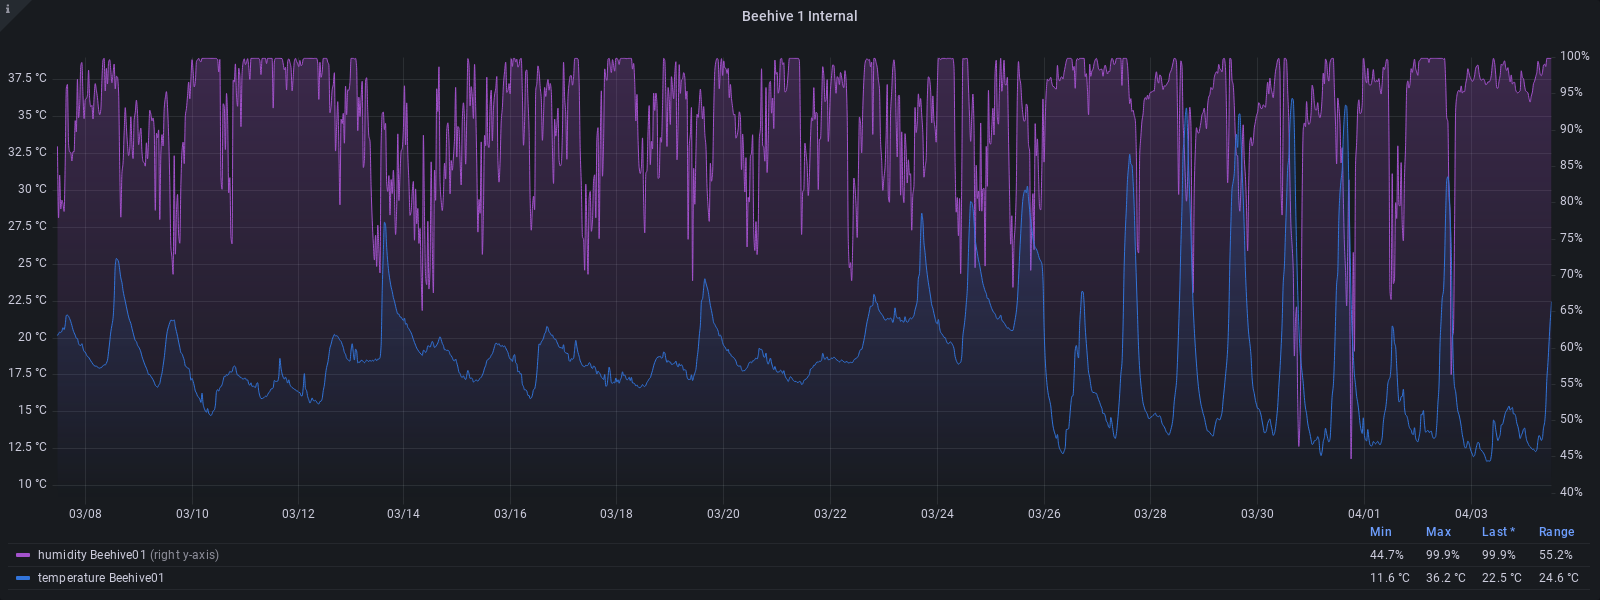 i
Beehive 1 Internal
37.5 °C
35 °C
32.5 °C
30 °C
27.5 °C
25 °C
22.5 °C
20 °C
17.5 °C
15 °C
12.5 °C
10 °C
100%
95%
90%
85%
80%
75%
70%
65%
60%
55%
50%
45%
40%
03/08 03/10 03/12 03/14 03/16 03/18 03/20 03/22 03/24 03/26 03/28 03/30 04/01 04/03
Min Max Last * Range
humidity Beehive01 (right y-axis) 44.7% 99.9% 99.9% 55.2%
temperature Beehive01 11.6 °C 36.2 °C 22.5 °C 24.6 °C